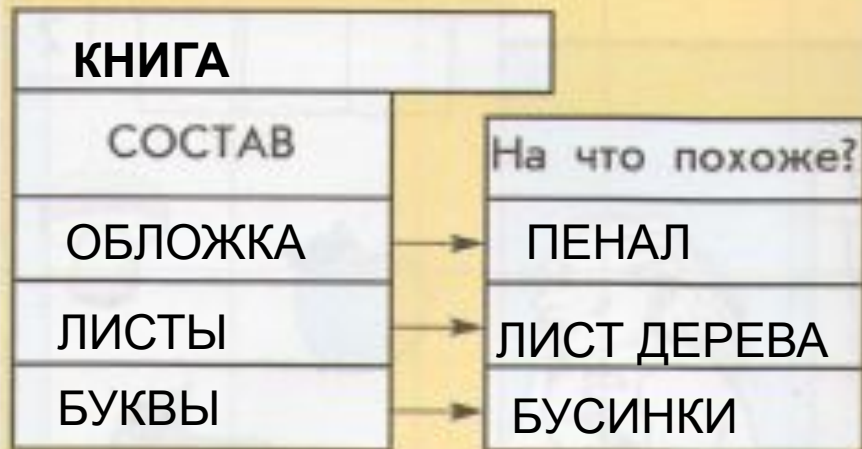 КНИГА
СОСТАВ
На что похоже?
ОБЛОЖКА
ПЕНАЛ
ЛИСТЫ
ЛИСТ ДЕРЕВА
БУКВЫ
БУСИНКИ